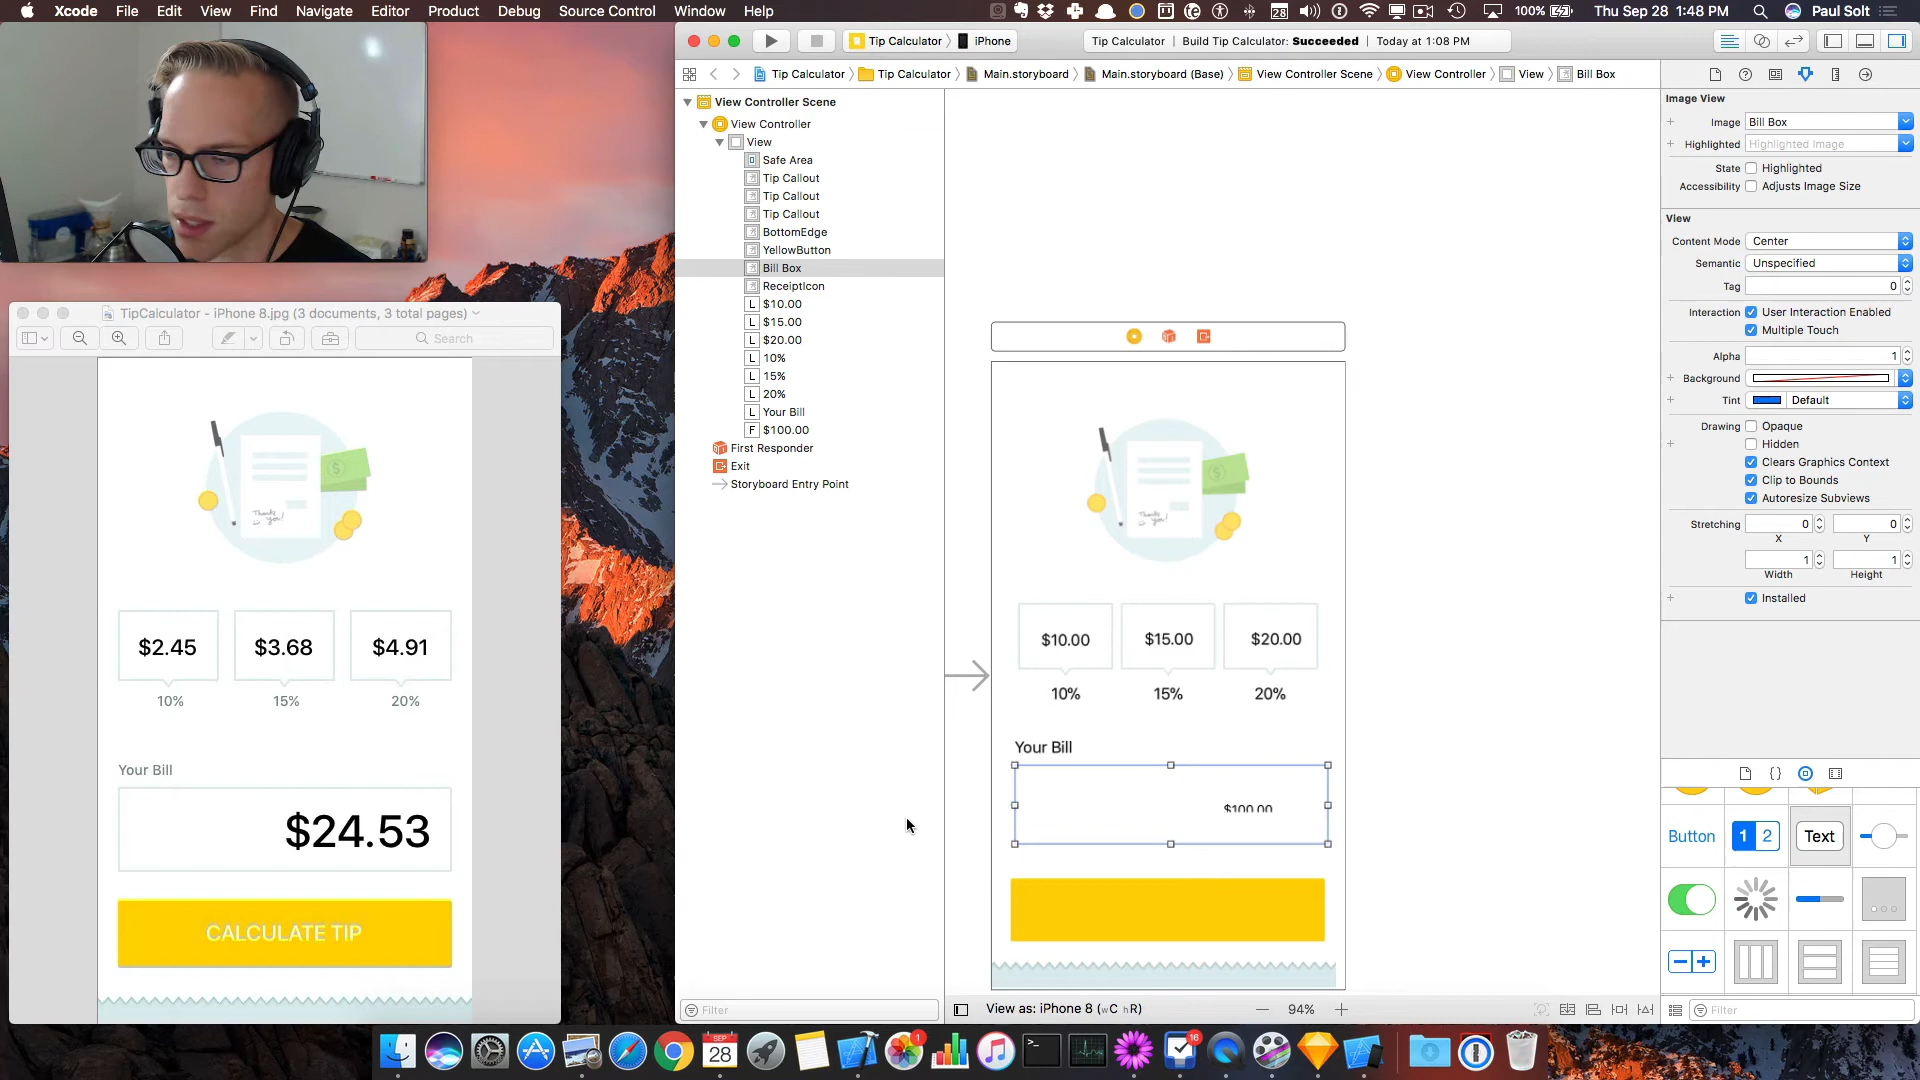 Xcode File Edit View Find Navigate Editor Product Debug Source Control Window Help
28 100% Thu Sep 28 1:48 PM Paul Solt
Tip Calculator iPhone
Tip Calculator | Build Tip Calculator: Succeeded | Today at 1:08 PM
Tip Calculator Tip Calculator Main.storyboard Main.storyboard (Base) View Controller Scene View Controller View Bill Box
View Controller Scene
View Controller
View
Safe Area
Tip Callout
Tip Callout
Tip Callout
BottomEdge
YellowButton
Bill Box
ReceiptIcon
L $10.00
L $15.00
L $20.00
L 10%
L 15%
L 20%
L Your Bill
F $100.00
First Responder
Exit
Storyboard Entry Point
Filter
TipCalculator - iPhone 8.jpg (3 documents, 3 total pages)
Search
Thank you!
$2.45 $3.68 $4.91
10% 15% 20%
Your Bill
$24.53
CALCULATE TIP
Thank you!
$10.00 $15.00 $20.00
10% 15% 20%
Your Bill
$100.00
View as: iPhone 8 (wC hR)
94%
Image View
Image Bill Box
Highlighted Highlighted Image
State Highlighted
Accessibility Adjusts Image Size
View
Content Mode Center
Semantic Unspecified
Tag 0
Interaction User Interaction Enabled
Multiple Touch
Alpha 1
Background
Tint Default
Drawing Opaque
Hidden
Clears Graphics Context
Clip to Bounds
Autoresize Subviews
Stretching 0 0
X Y
1 1
Width Height
Installed
Button 1 2 Text
Filter
SEP
28
1
16